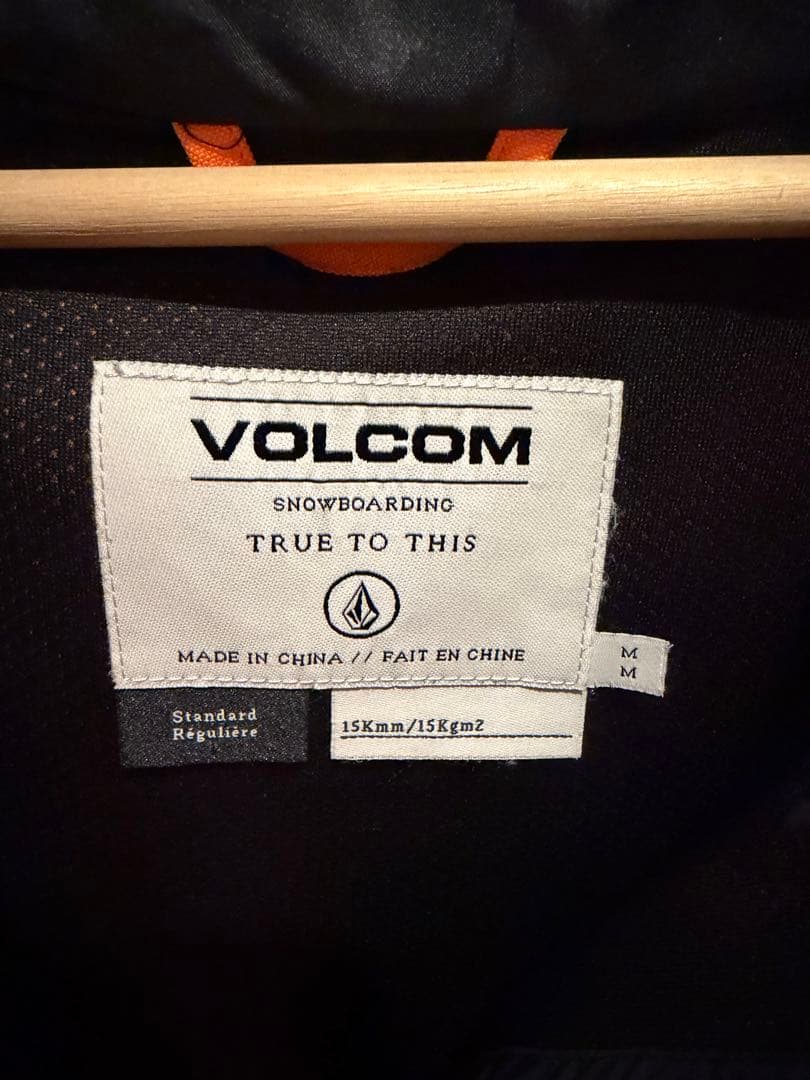 VOLCOM
SNOWBOARDING
TRUE TO THIS
MADE IN CHINA // FAIT EN CHINE
M
M
Standard
Régulière
15Kmm/15Kgm2